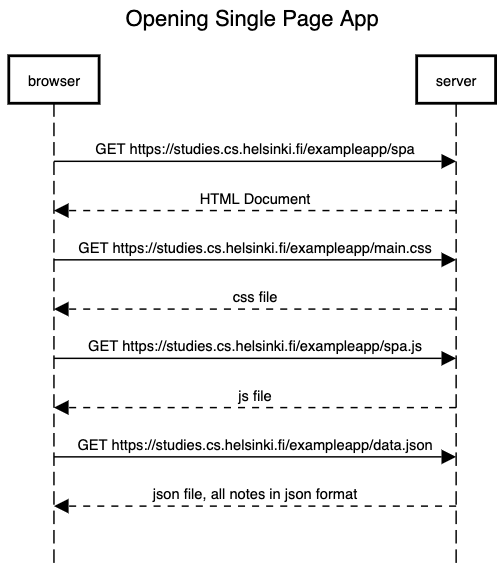 Opening Single Page App
browser
server
GET https://studies.cs.helsinki.fi/exampleapp/spa
HTML Document
GET https://studies.cs.helsinki.fi/exampleapp/main.css
css file
GET https://studies.cs.helsinki.fi/exampleapp/spa.js
js file
GET https://studies.cs.helsinki.fi/exampleapp/data.json
json file, all notes in json format